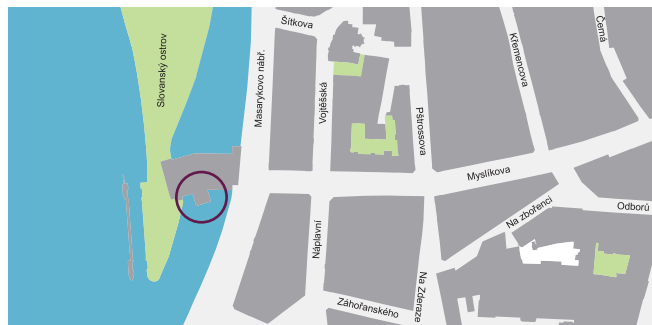 Šítkova
Černá
Slovanský ostrov
Masarykovo nábř.
Vojtěšská
Pštrossova
Křemencova
Myslíkova
Na zbořenci
Odborů
Náplavní
Na Zderaze
Záhořanského